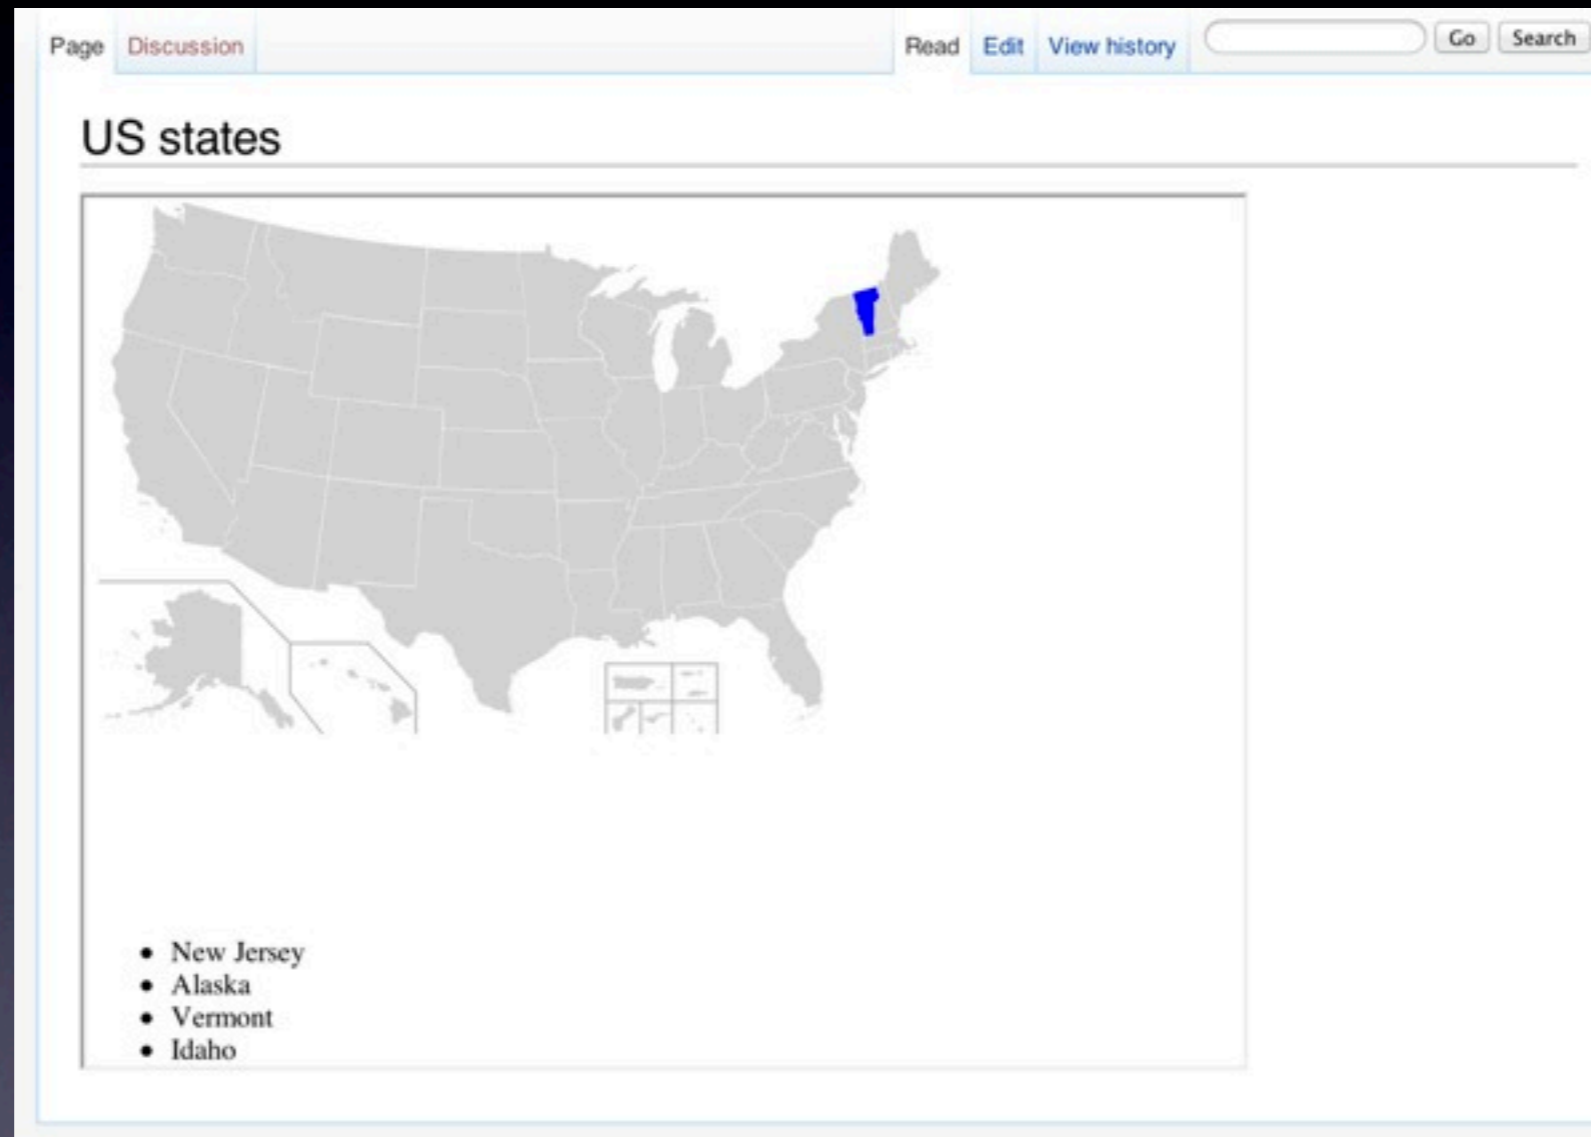 Page Discussion Read Edit View history Go Search
US states
New Jersey
Alaska
Vermont
Idaho